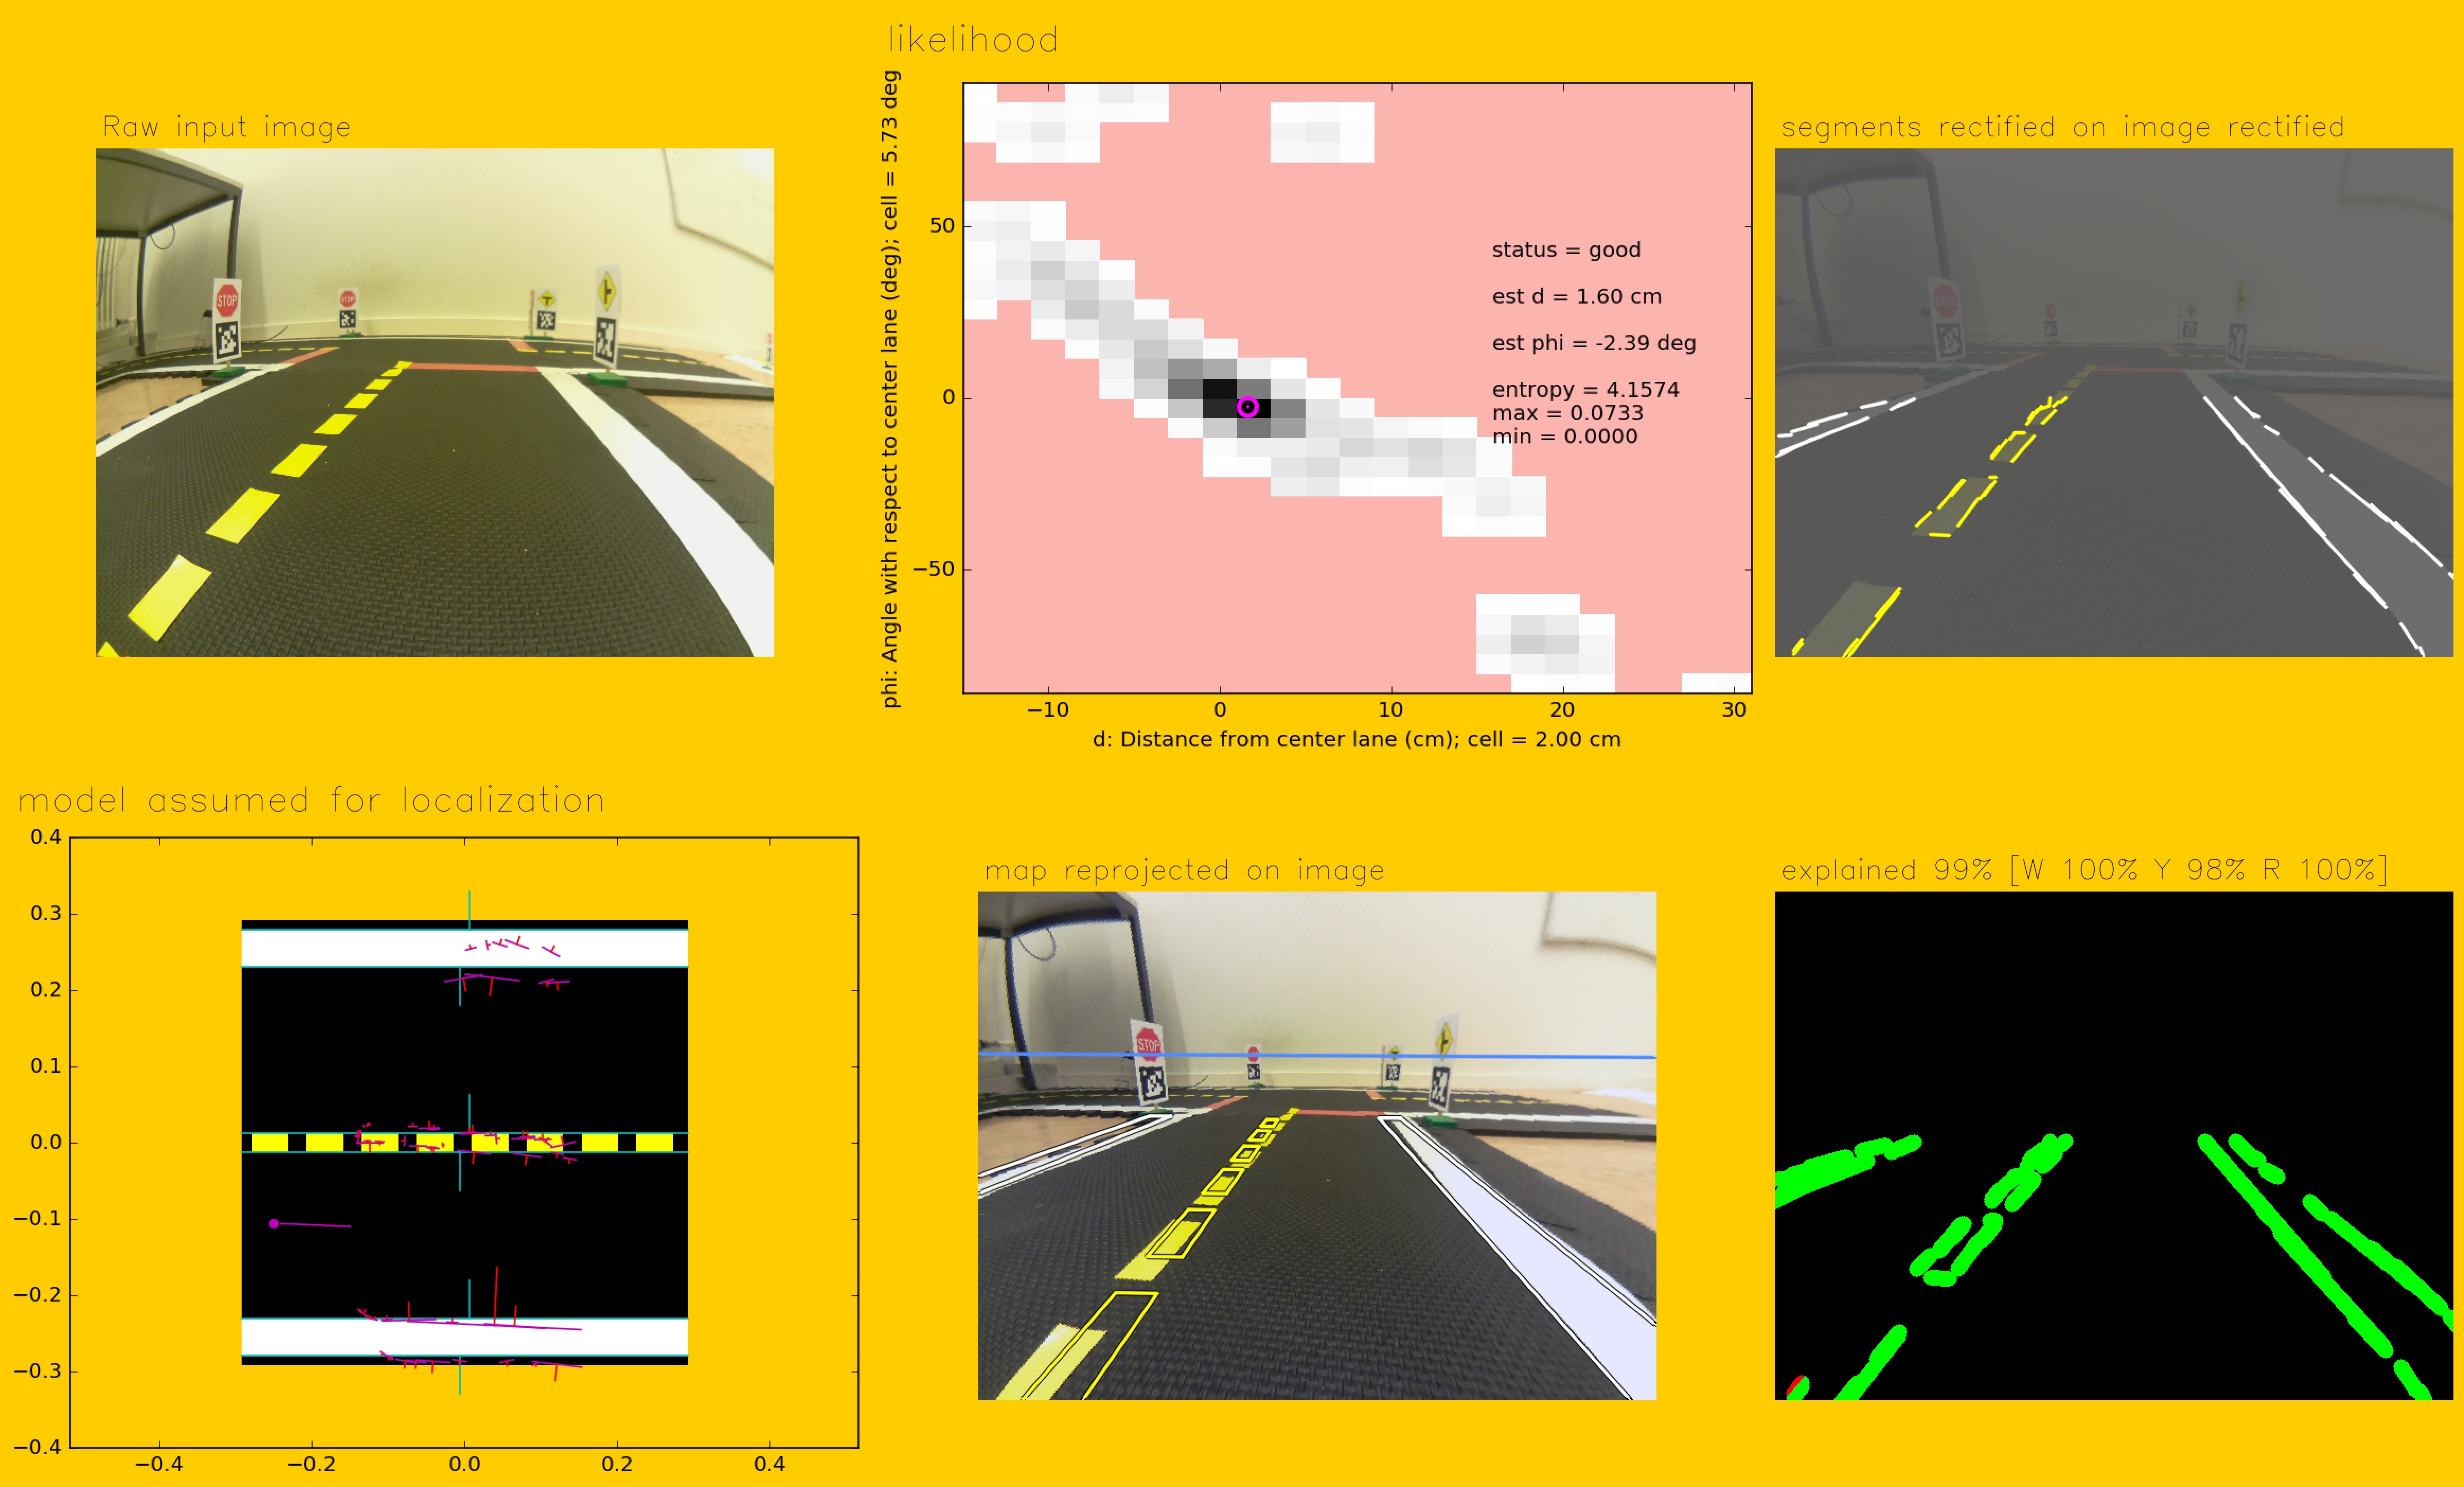 likelihood
Raw input image
STOP
STOP
phi: Angle with respect to center lane (deg); cell = 5.73 deg
50
0
−50
status = good
est d = 1.60 cm
est phi = -2.39 deg
entropy = 4.1574
max = 0.0733
min = 0.0000
−10
0
10
20
30
d: Distance from center lane (cm); cell = 2.00 cm
segments rectified on image rectified
STOP
model assumed for localization
0.4
0.3
0.2
0.1
0.0
−0.1
−0.2
−0.3
−0.4
−0.4
−0.2
0.0
0.2
0.4
map reprojected on image
STOP
explained 99% [W 100% Y 98% R 100%]